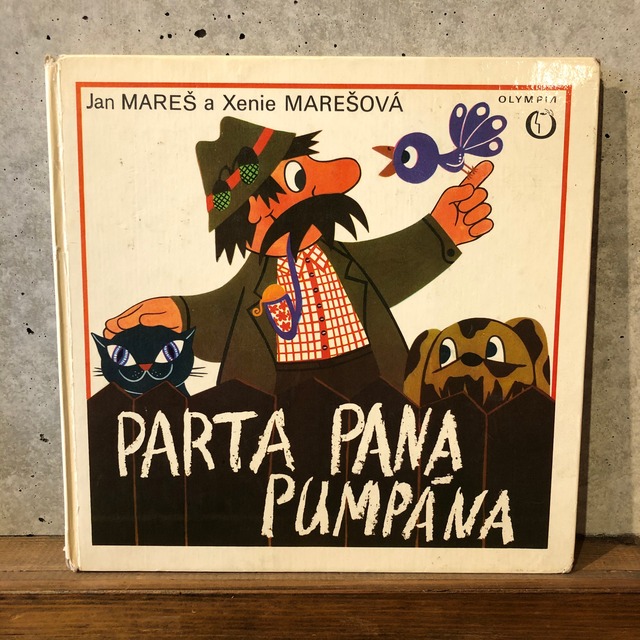 Jan MAREŠ a Xenie MAREŠOVÁ
OLYMPIA
PARTA PANA
PUMPÁNA